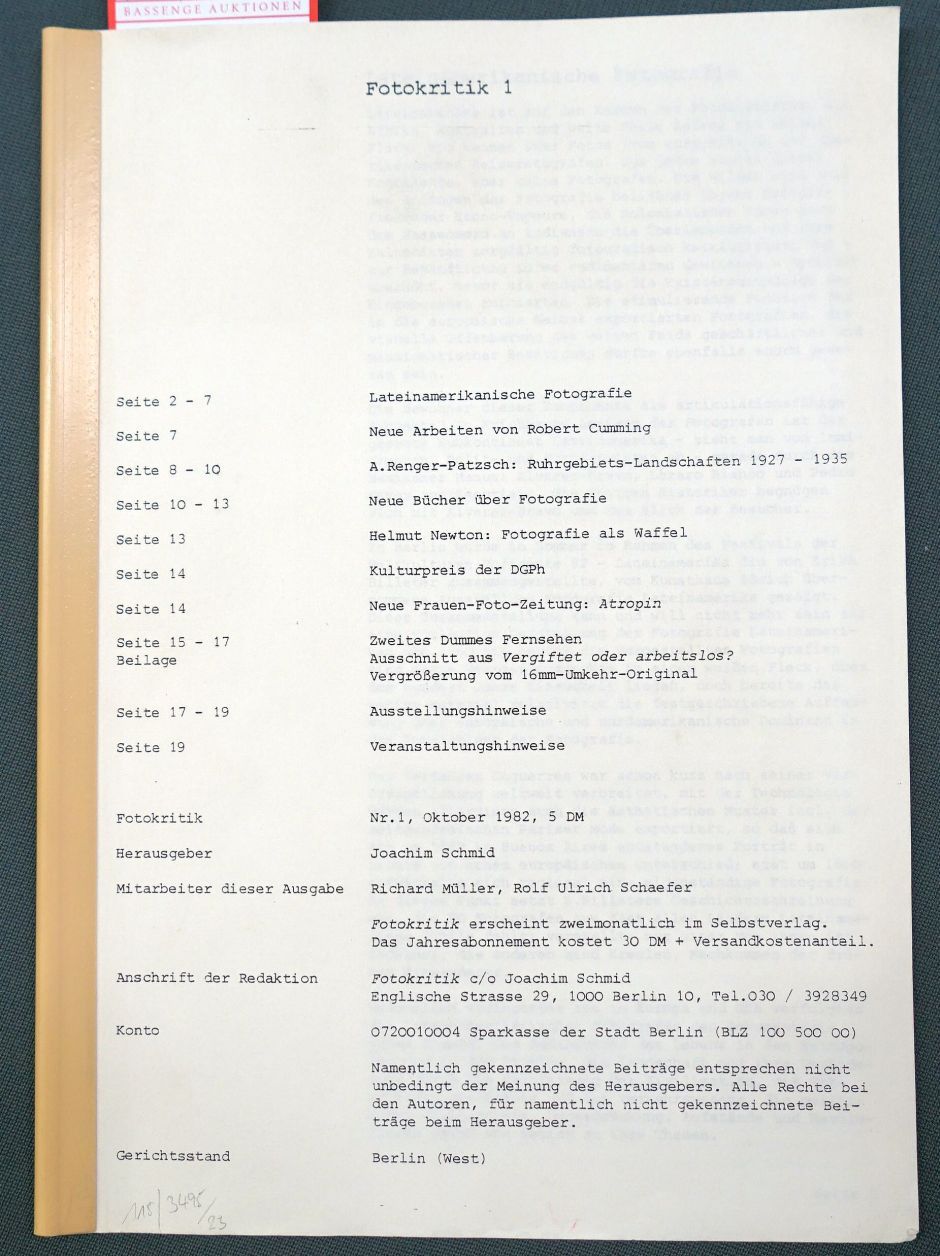 BASSENGE AUKTIONEN
Fotokritik 1
Seite 2 - 7 Lateinamerikanische Fotografie
Seite 7 Neue Arbeiten von Robert Cumming
Seite 8 - 10 A.Renger-Patzsch: Ruhrgebiets-Landschaften 1927 - 1935
Seite 10 - 13 Neue Bücher über Fotografie
Seite 13 Helmut Newton: Fotografie als Waffel
Seite 14 Kulturpreis der DGPh
Seite 14 Neue Frauen-Foto-Zeitung: Atropin
Seite 15 - 17 Zweites Dummes Fernsehen
Beilage Ausschnitt aus Vergiftet oder arbeitslos?
Vergrößerung vom 16mm-Umkehr-Original
Seite 17 - 19 Ausstellungshinweise
Seite 19 Veranstaltungshinweise
Fotokritik Nr.1, Oktober 1982, 5 DM
Herausgeber Joachim Schmid
Mitarbeiter dieser Ausgabe Richard Müller, Rolf Ulrich Schaefer
Fotokritik erscheint zweimonatlich im Selbstverlag.
Das Jahresabonnement kostet 30 DM + Versandkostenanteil.
Anschrift der Redaktion Fotokritik c/o Joachim Schmid
Englische Strasse 29, 1000 Berlin 10, Tel.030 / 3928349
Konto 0720010004 Sparkasse der Stadt Berlin (BLZ 100 500 00)
Namentlich gekennzeichnete Beiträge entsprechen nicht
unbedingt der Meinung des Herausgebers. Alle Rechte bei
den Autoren, für namentlich nicht gekennzeichnete Bei-
träge beim Herausgeber.
Gerichtsstand Berlin (West)
115/3495/23